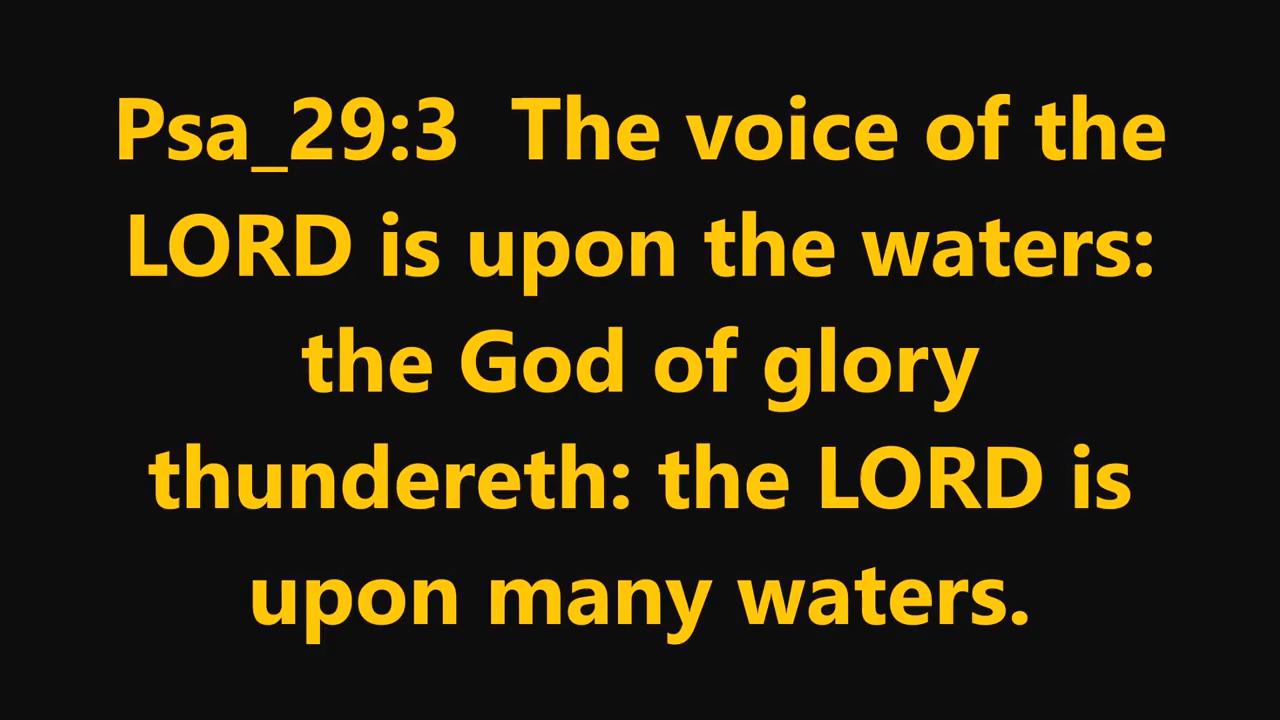 Psa_29:3  The voice of the
LORD is upon the waters:
the God of glory
thundereth: the LORD is
upon many waters.